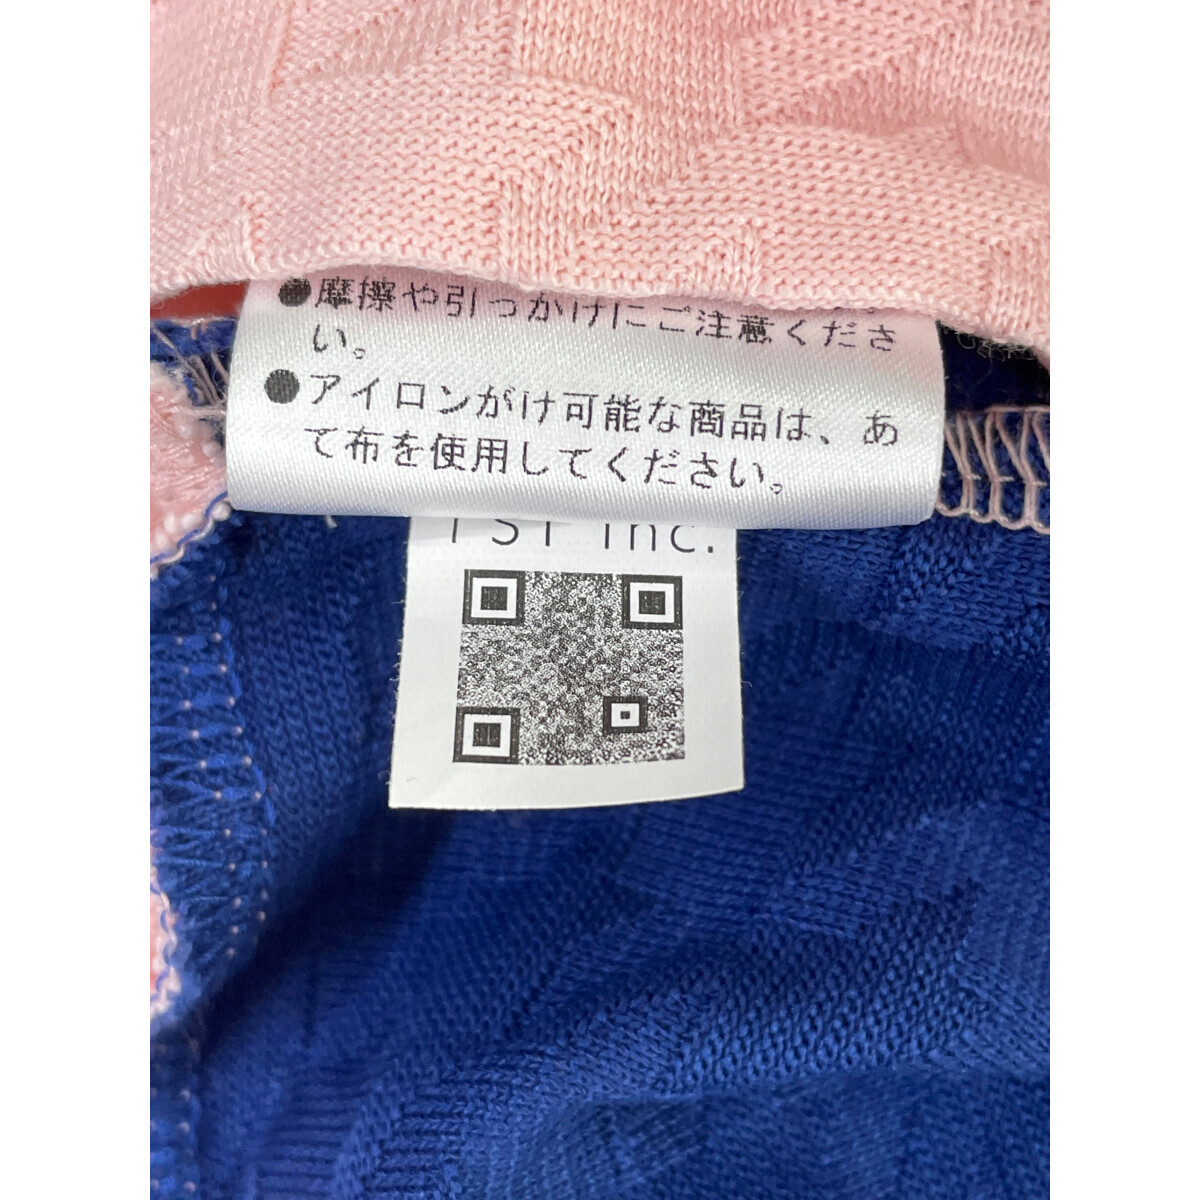 ●摩擦や引っかけにご注意くださ
い。
●アイロンがけ可能な商品は、あ
て布を使用してください。
TSI inc.